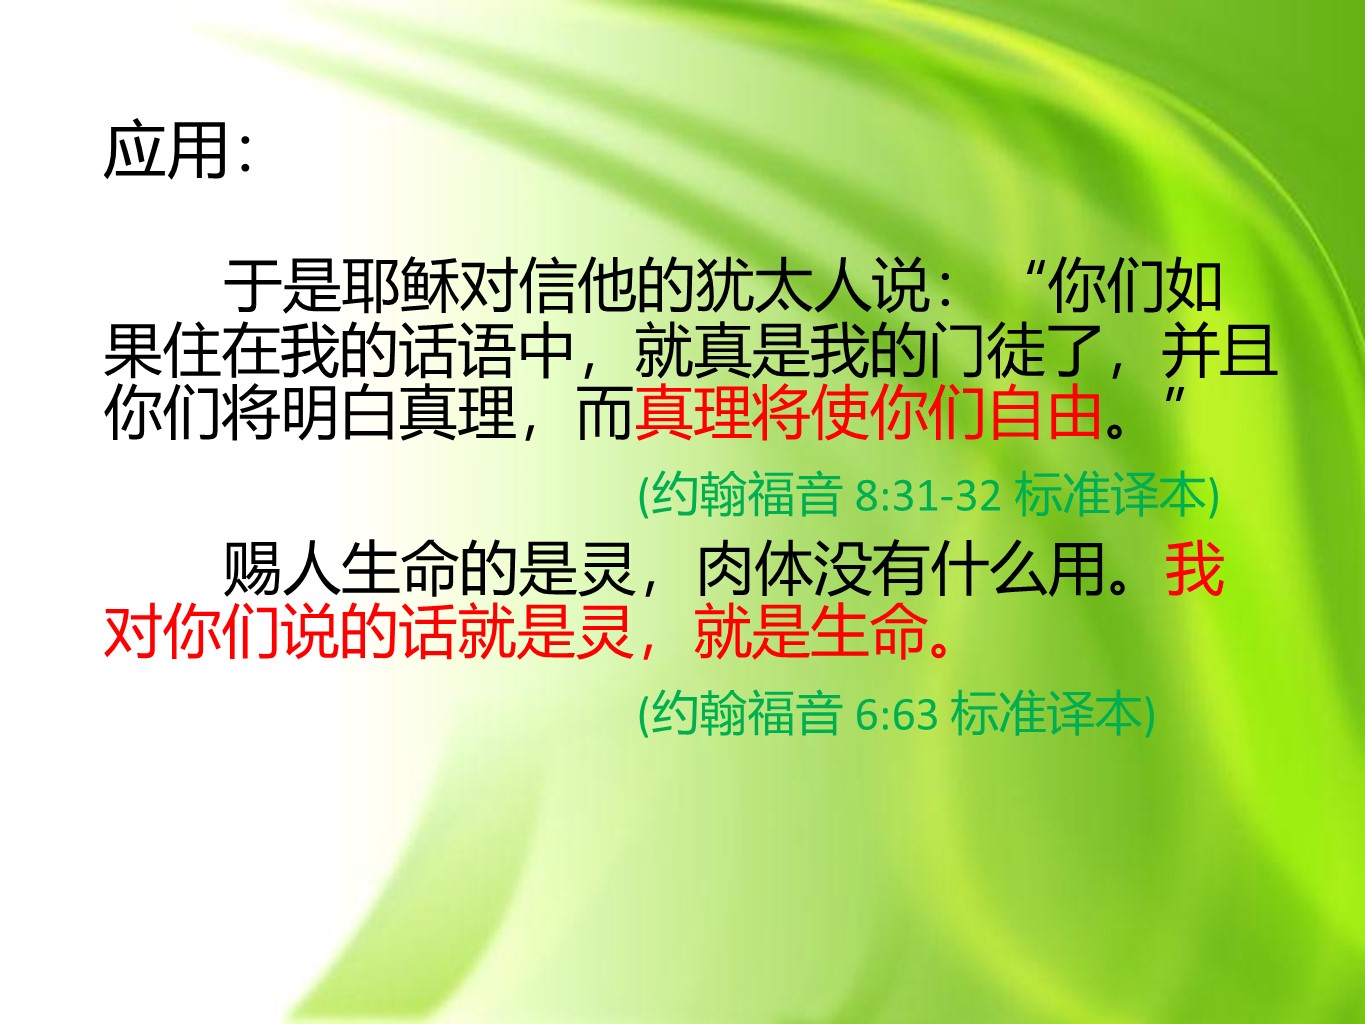 应用：
于是耶稣对信他的犹太人说：“你们如
果住在我的话语中，就真是我的门徒了，并且
你们将明白真理，而真理将使你们自由。”
(约翰福音 8:31-32 标准译本)
赐人生命的是灵，肉体没有什么用。我
对你们说的话就是灵，就是生命。
(约翰福音 6:63 标准译本)